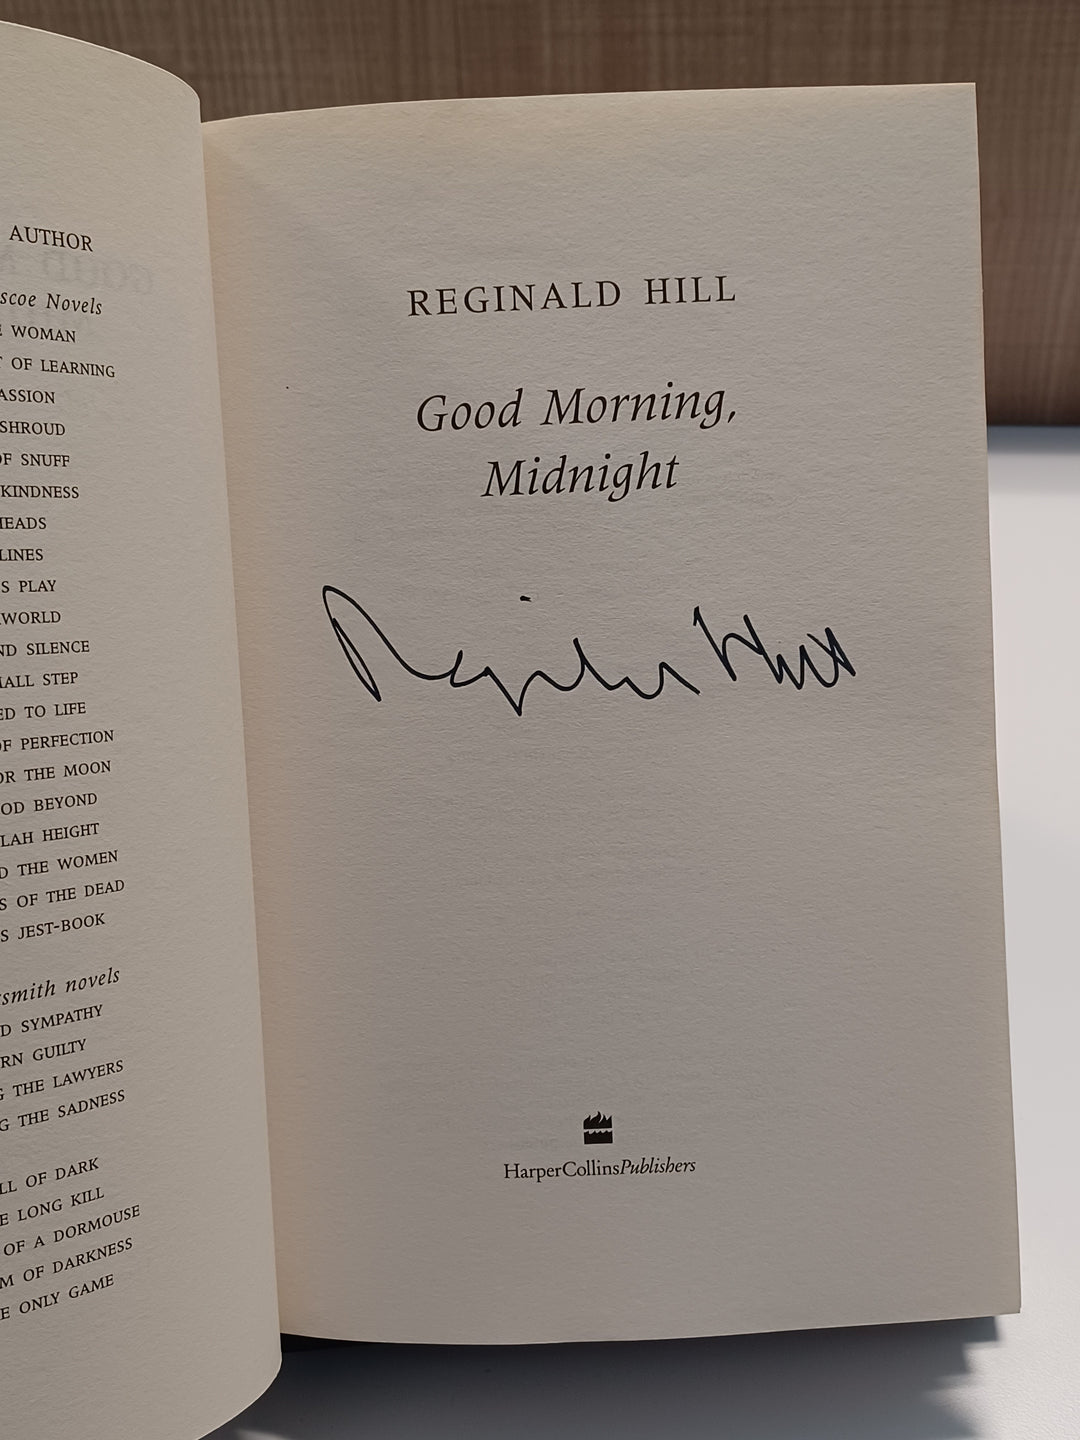 AUTHOR
scoe Novels
WOMAN
OF LEARNING
ASSION
SHROUD
OF SNUFF
KINDNESS
HEADS
LINES
S PLAY
WORLD
ND SILENCE
MALL STEP
ED TO LIFE
OF PERFECTION
OR THE MOON
OD BEYOND
LAH HEIGHT
D THE WOMEN
S OF THE DEAD
S JEST-BOOK
smith novels
D SYMPATHY
RN GUILTY
G THE LAWYERS
G THE SADNESS
LL OF DARK
E LONG KILL
OF A DORMOUSE
M OF DARKNESS
E ONLY GAME
REGINALD HILL
Good Morning,
Midnight
Reginald Hill
HarperCollinsPublishers